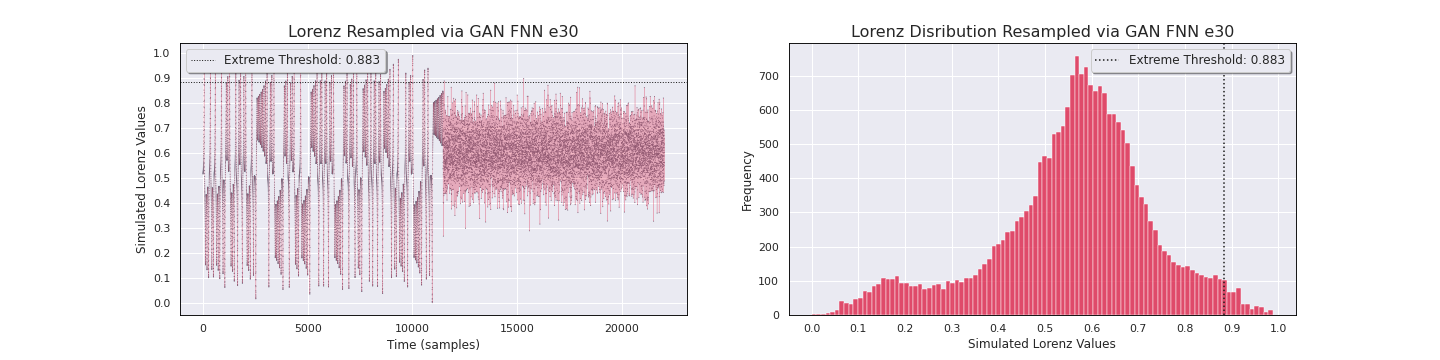 Lorenz Resampled via GAN FNN e30
Extreme Threshold: 0.883
Simulated Lorenz Values
1.0
0.9
0.8
0.7
0.6
0.5
0.4
0.3
0.2
0.1
0.0
0 5000 10000 15000 20000
Time (samples)
Lorenz Disribution Resampled via GAN FNN e30
Extreme Threshold: 0.883
Frequency
700
600
500
400
300
200
100
0
0.0 0.1 0.2 0.3 0.4 0.5 0.6 0.7 0.8 0.9 1.0
Simulated Lorenz Values